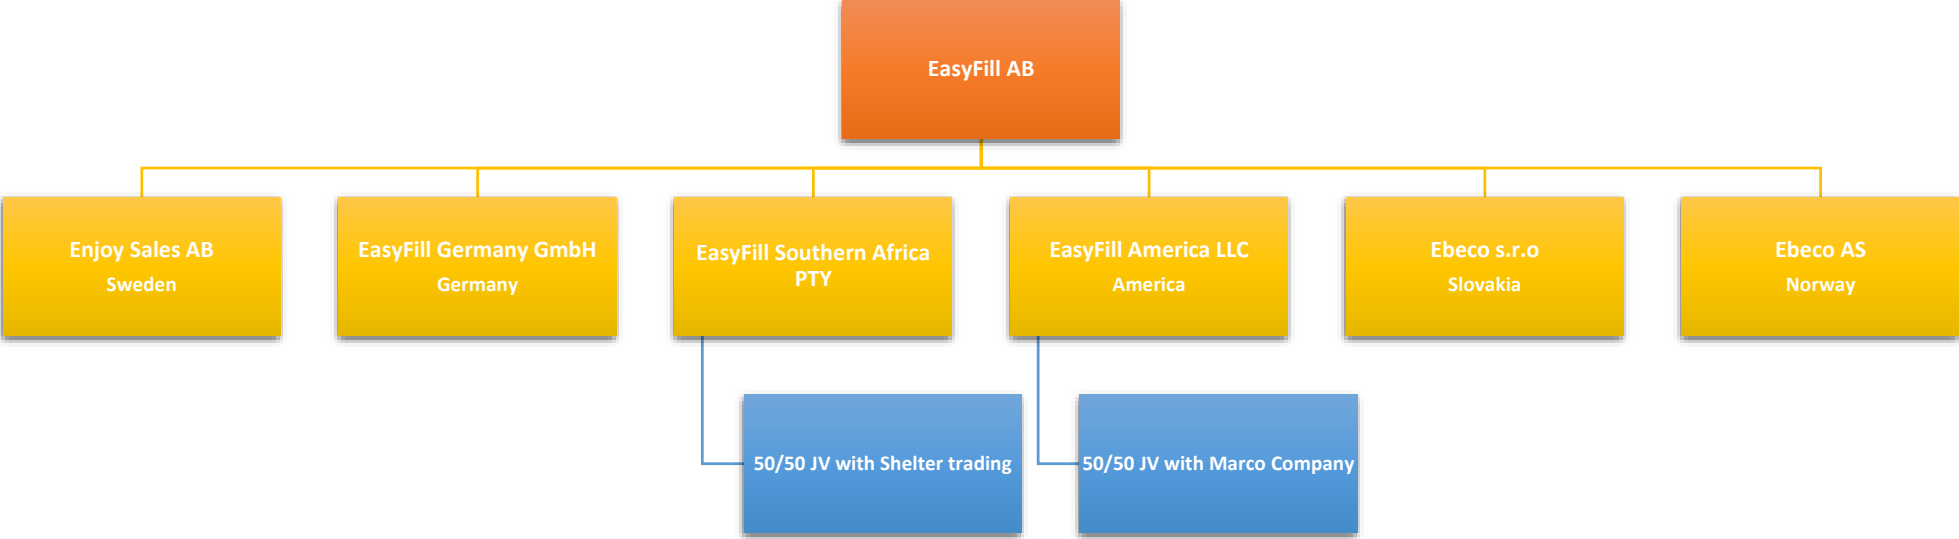 EasyFill AB
Enjoy Sales AB
Sweden
EasyFill Germany GmbH
Germany
EasyFill Southern Africa
PTY
EasyFill America LLC
America
Ebeco s.r.o
Slovakia
Ebeco AS
Norway
50/50 JV with Shelter trading
50/50 JV with Marco Company